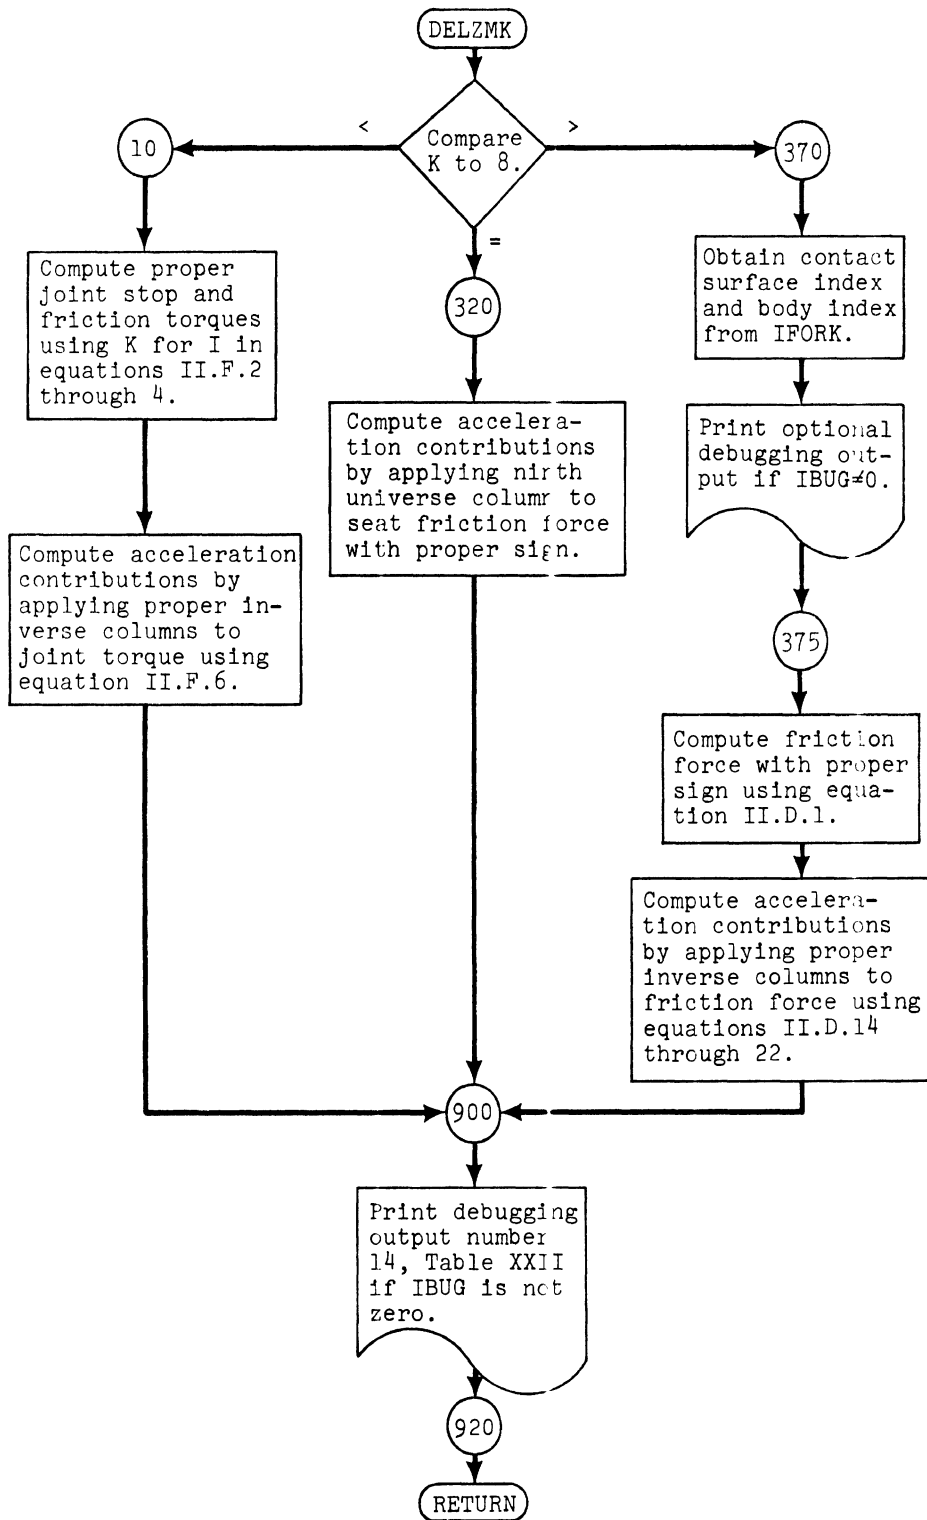 DELZMK
Compare
K to 8.
<
>
=
10
370
320
Compute proper
joint stop and
friction torques
using K for I in
equations II.F.2
through 4.
Compute acceleration
contributions by
applying proper in-
verse columns to
joint torque using
equation II.F.6.
Compute accelera-
tion contributions
by applying ninth
universe column to
seat friction force
with proper sign.
Obtain contact
surface index
and body index
from IFORK.
Print optional
debugging out-
put if IBUG≠0.
375
Compute friction
force with proper
sign using equa-
tion II.D.1.
Compute accelera-
tion contributions
by applying proper
inverse columns to
friction force using
equations II.D.14
through 22.
900
Print debugging
output number
14, Table XXII
if IBUG is not
zero.
920
RETURN